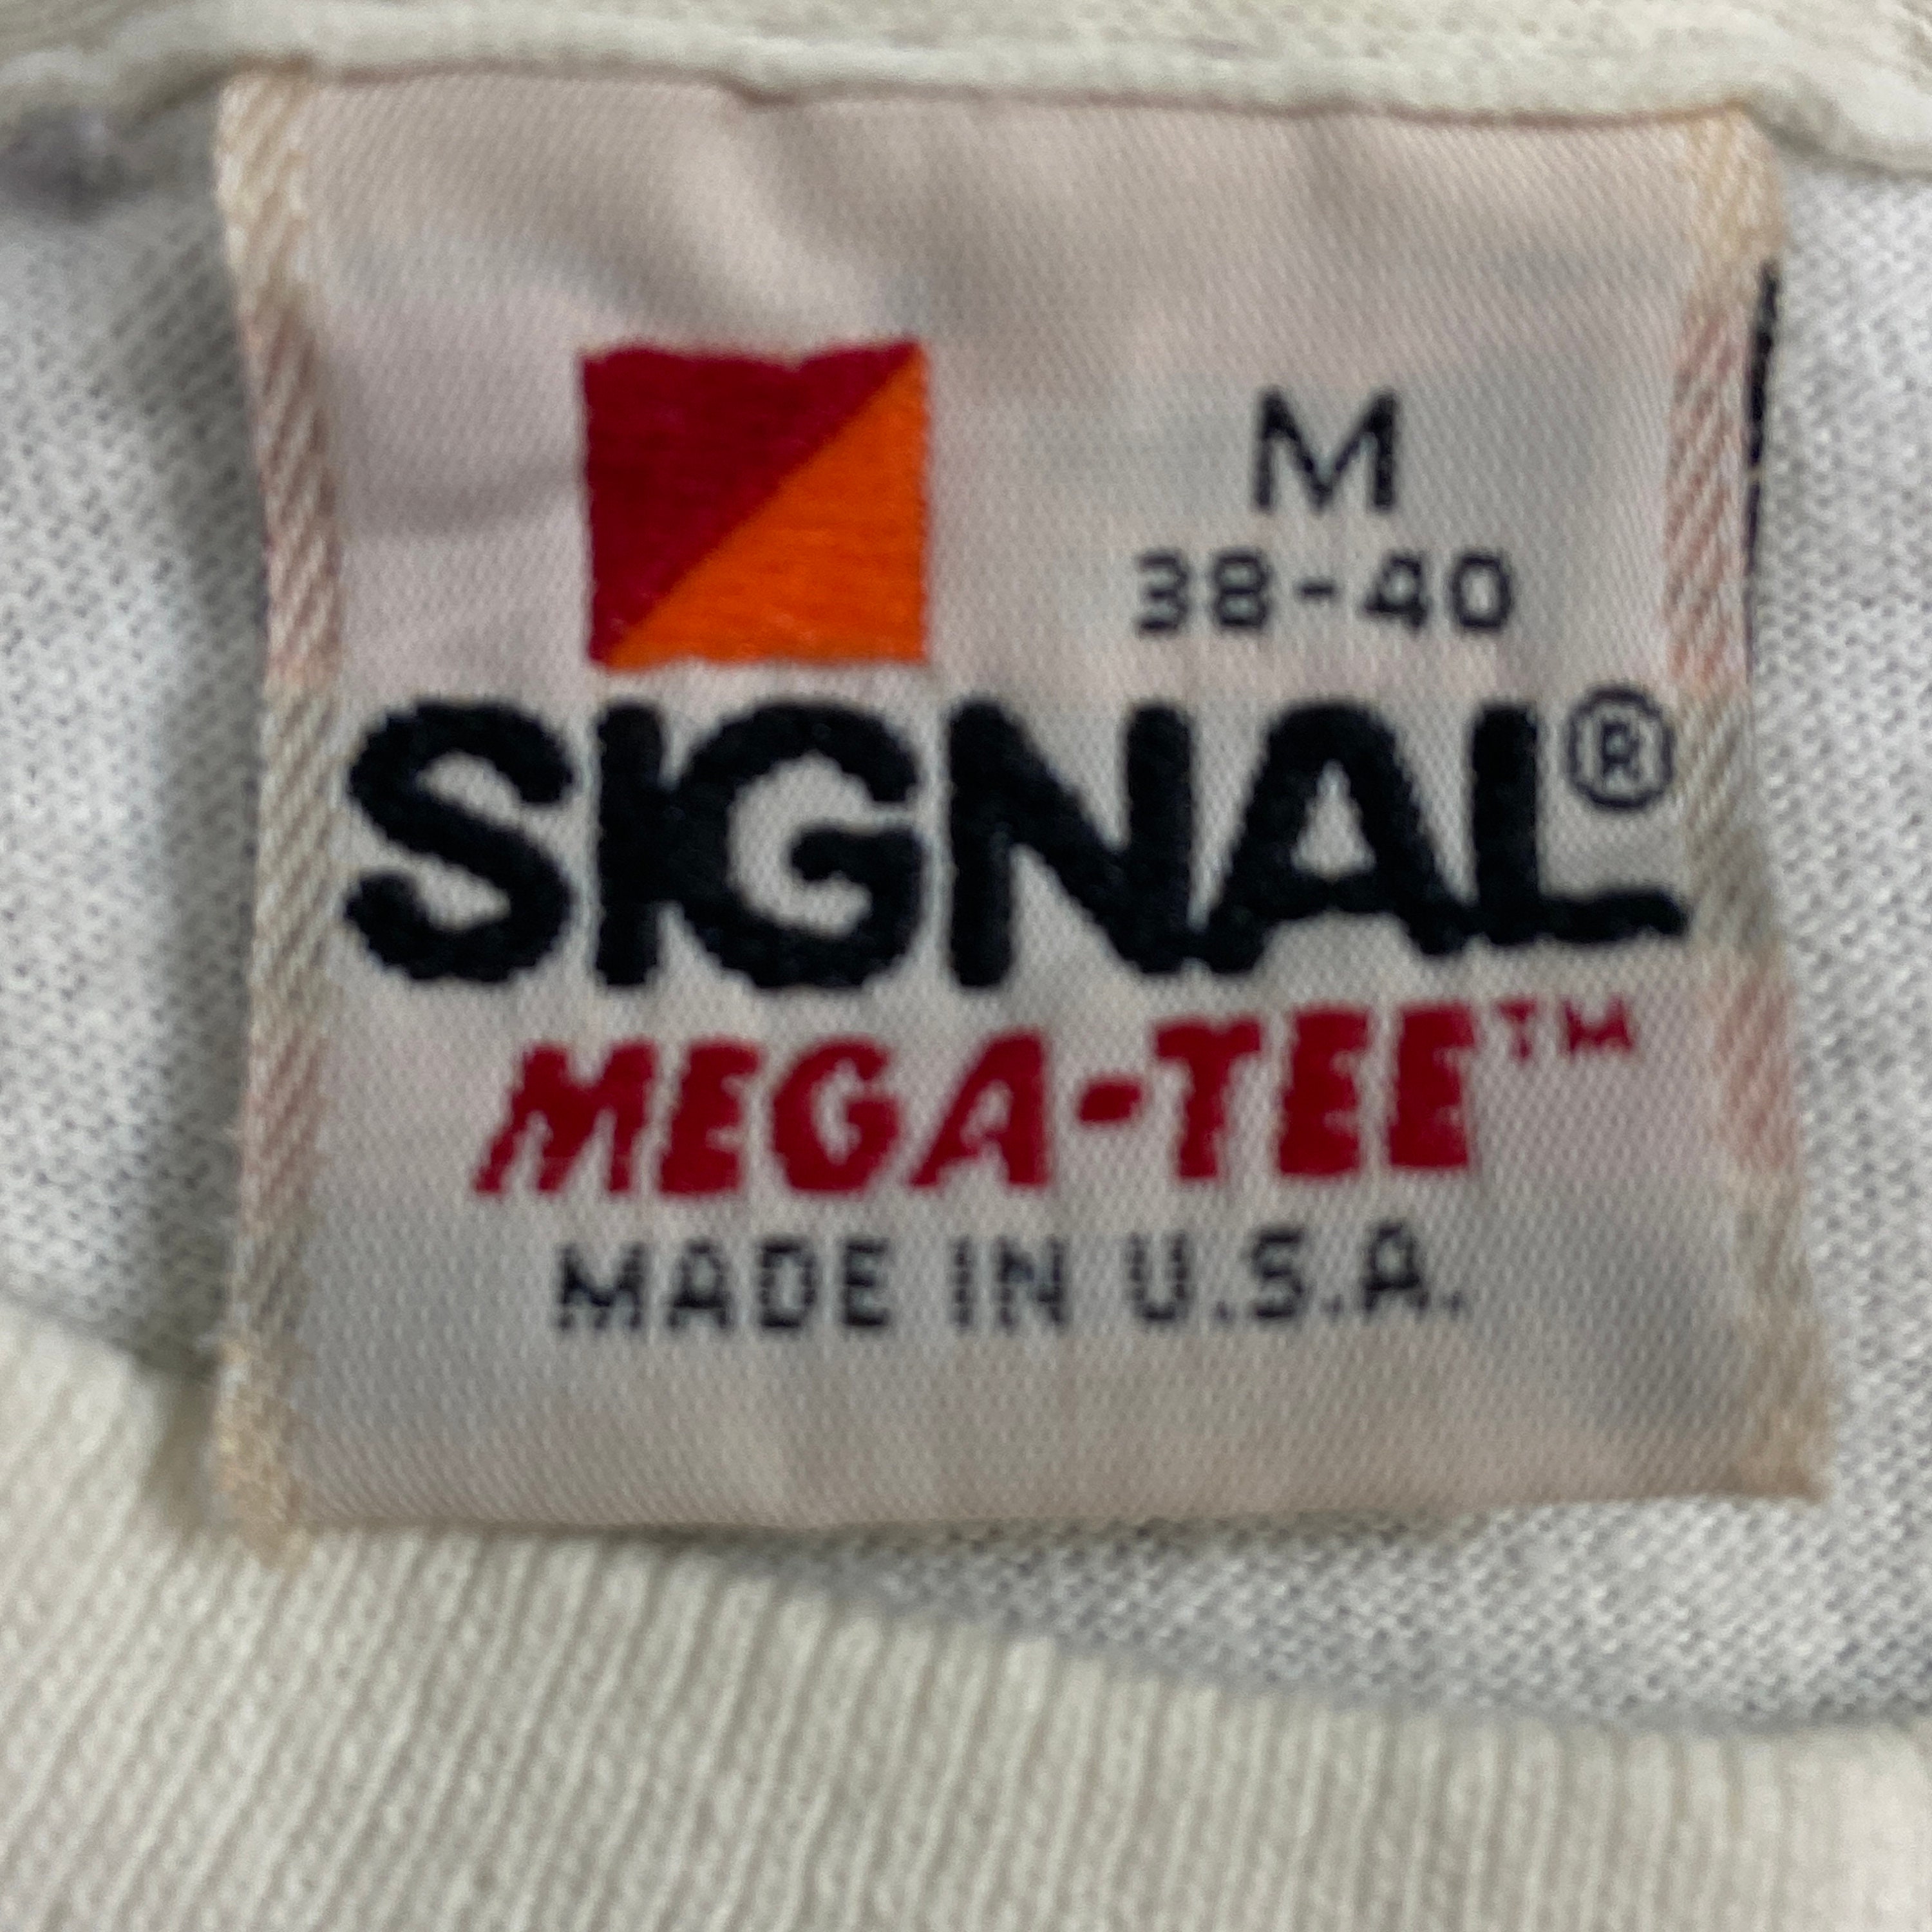 M
38-40
SIGNAL®
MEGA-TEE™
MADE IN U.S.A.